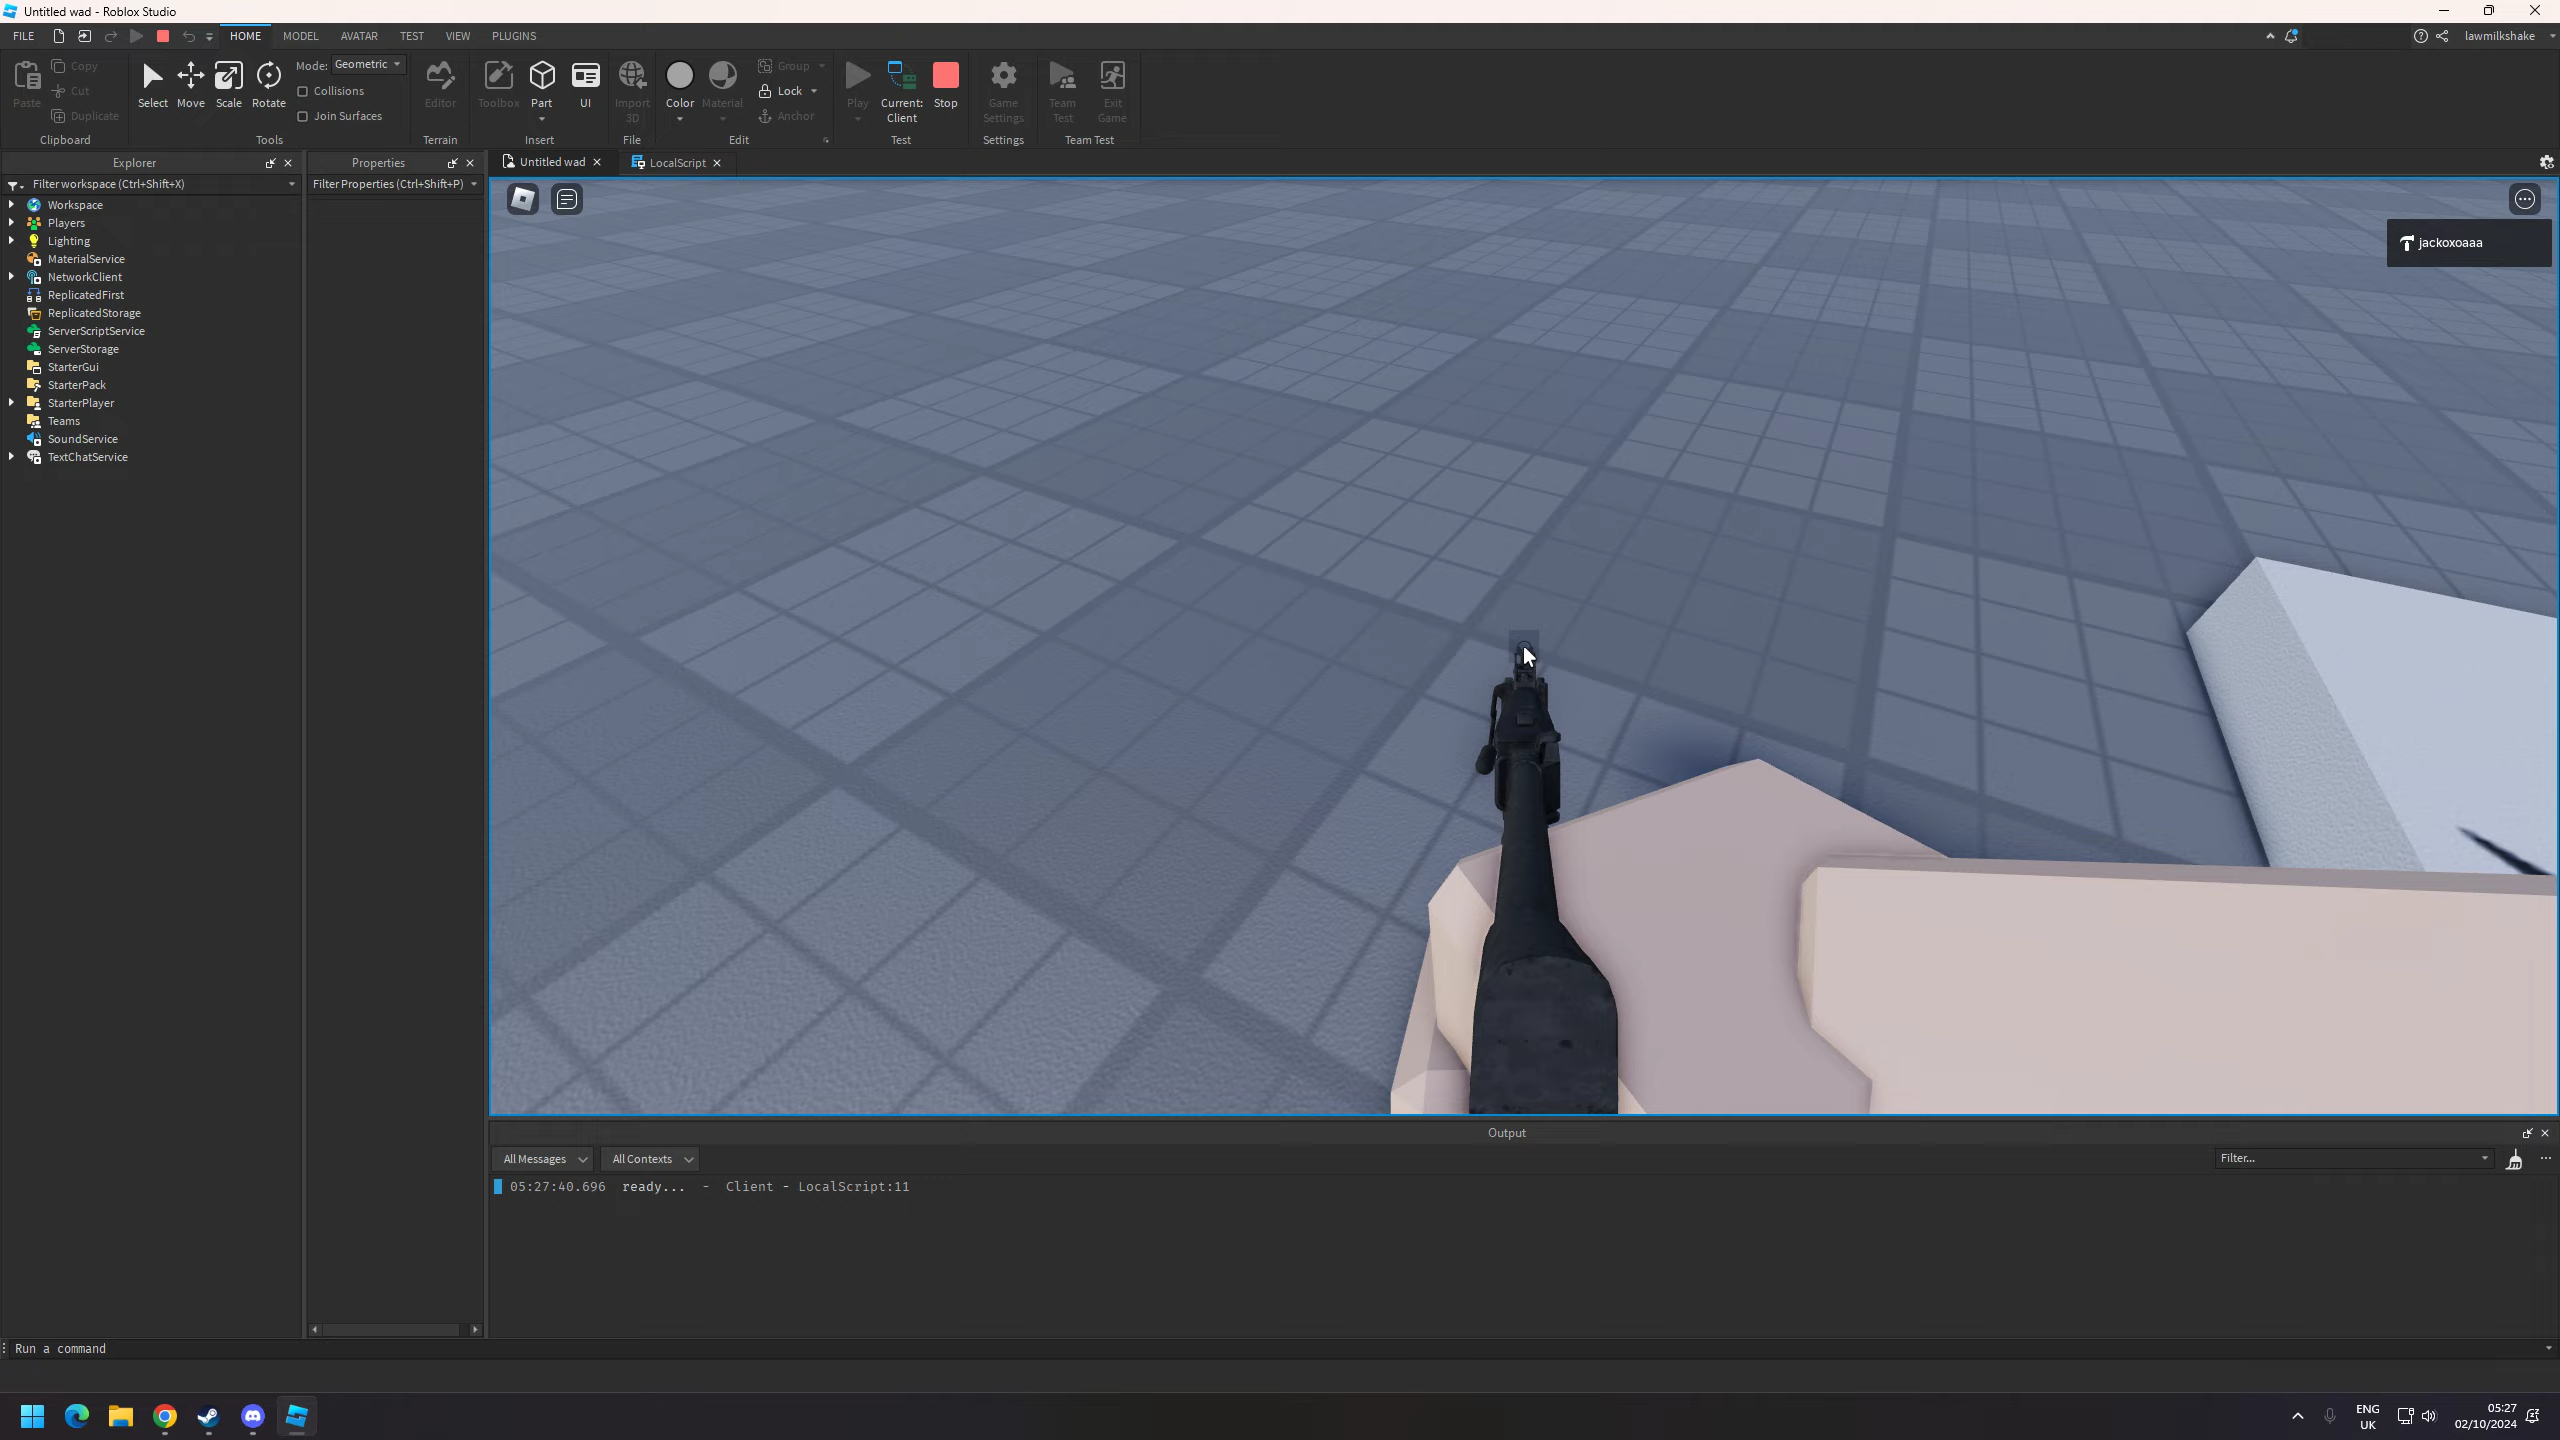 Untitled wad - Roblox Studio
FILE HOME MODEL AVATAR TEST VIEW PLUGINS lawmilkshake
Paste Copy Cut Duplicate
Clipboard
Select Move Scale Rotate
Mode: Geometric
Collisions
Join Surfaces
Tools
Editor
Terrain
Toolbox Part UI
Insert
Import 3D
File
Color Material Group Lock Anchor
Edit
Play Current: Client Stop
Test
Game Settings
Settings
Team Test Exit Game
Team Test
Explorer
Filter workspace (Ctrl+Shift+X)
Workspace
Players
Lighting
MaterialService
NetworkClient
ReplicatedFirst
ReplicatedStorage
ServerScriptService
ServerStorage
StarterGui
StarterPack
StarterPlayer
Teams
SoundService
TextChatService
Properties
Filter Properties (Ctrl+Shift+P)
Untitled wad LocalScript
jackoxoaaa
Output
All Messages All Contexts Filter...
05:27:40.696 ready... - Client - LocalScript:11
Run a command
ENG
UK
05:27
02/10/2024